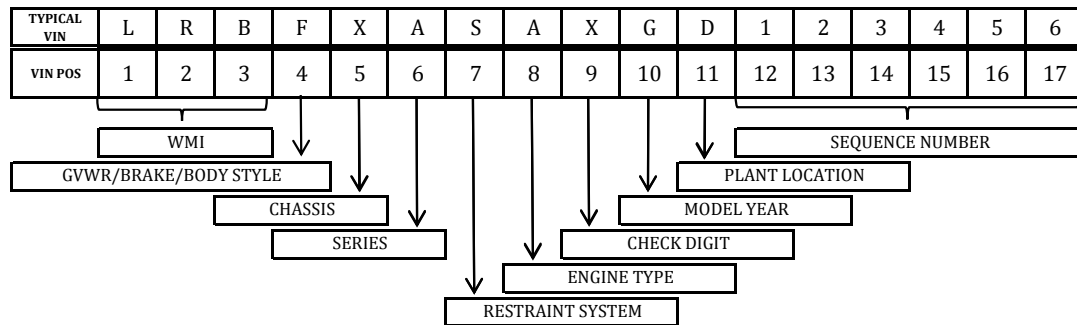 TYPICAL VIN L R B F X A S A X G D 1 2 3 4 5 6
VIN POS 1 2 3 4 5 6 7 8 9 10 11 12 13 14 15 16 17
WMI SEQUENCE NUMBER
GVWR/BRAKE/BODY STYLE PLANT LOCATION
CHASSIS MODEL YEAR
SERIES CHECK DIGIT
ENGINE TYPE
RESTRAINT SYSTEM